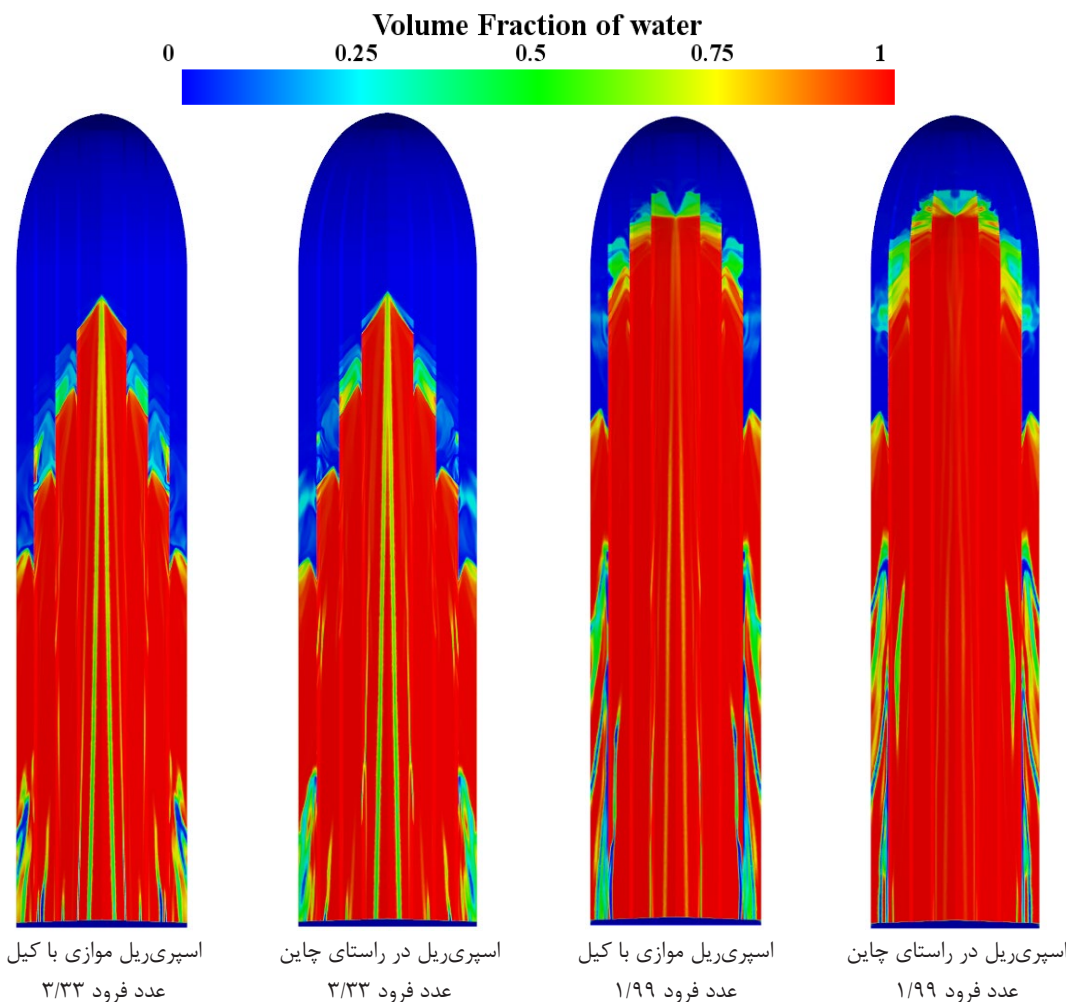 Volume Fraction of water
0 0.25 0.5 0.75 1
اسپری‌ریل موازی با کیل
عدد فرود ۳/۳۳
اسپری‌ریل در راستای چاین
عدد فرود ۳/۳۳
اسپری‌ریل موازی با کیل
عدد فرود ۱/۹۹
اسپری‌ریل در راستای چاین
عدد فرود ۱/۹۹